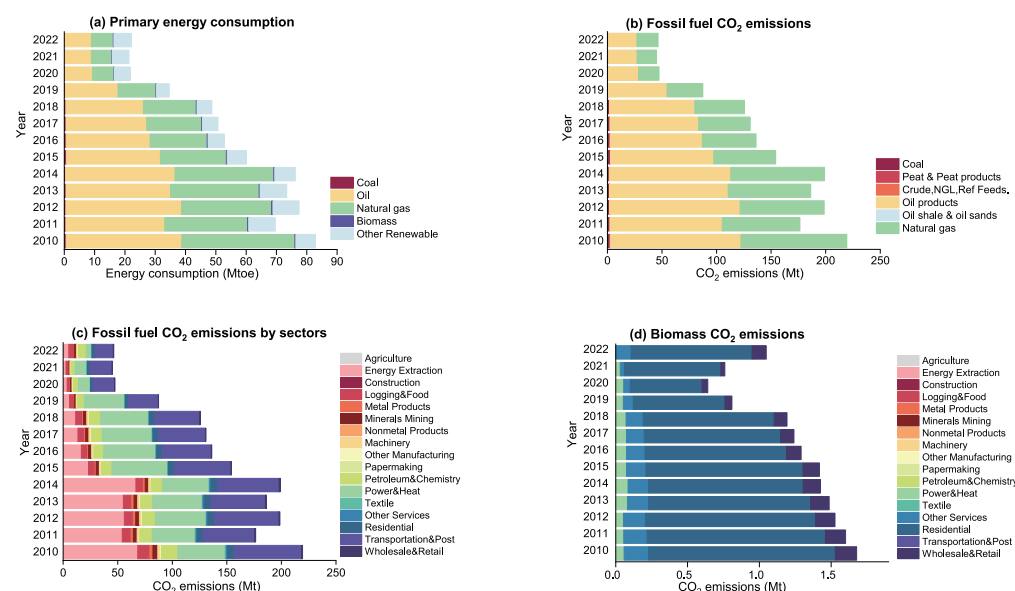 (a) Primary energy consumption
2022
2021
2020
2019
2018
2017
2016
2015
2014
2013
2012
2011
2010
Year
0 10 20 30 40 50 60 70 80 90
Energy consumption (Mtoe)
Coal
Oil
Natural gas
Biomass
Other Renewable
(b) Fossil fuel CO₂ emissions
2022
2021
2020
2019
2018
2017
2016
2015
2014
2013
2012
2011
2010
Year
0 50 100 150 200 250
CO₂ emissions (Mt)
Coal
Peat & Peat products
Crude,NGL,Ref Feeds.
Oil products
Oil shale & oil sands
Natural gas
(c) Fossil fuel CO₂ emissions by sectors
2022
2021
2020
2019
2018
2017
2016
2015
2014
2013
2012
2011
2010
Year
0 50 100 150 200 250
CO₂ emissions (Mt)
Agriculture
Energy Extraction
Construction
Logging&Food
Metal Products
Minerals Mining
Nonmetal Products
Machinery
Other Manufacturing
Papermaking
Petroleum&Chemistry
Power&Heat
Textile
Other Services
Residential
Transportation&Post
Wholesale&Retail
(d) Biomass CO₂ emissions
2022
2021
2020
2019
2018
2017
2016
2015
2014
2013
2012
2011
2010
Year
0.0 0.5 1.0 1.5
CO₂ emissions (Mt)
Agriculture
Energy Extraction
Construction
Logging&Food
Metal Products
Minerals Mining
Nonmetal Products
Machinery
Other Manufacturing
Papermaking
Petroleum&Chemistry
Power&Heat
Textile
Other Services
Residential
Transportation&Post
Wholesale&Retail